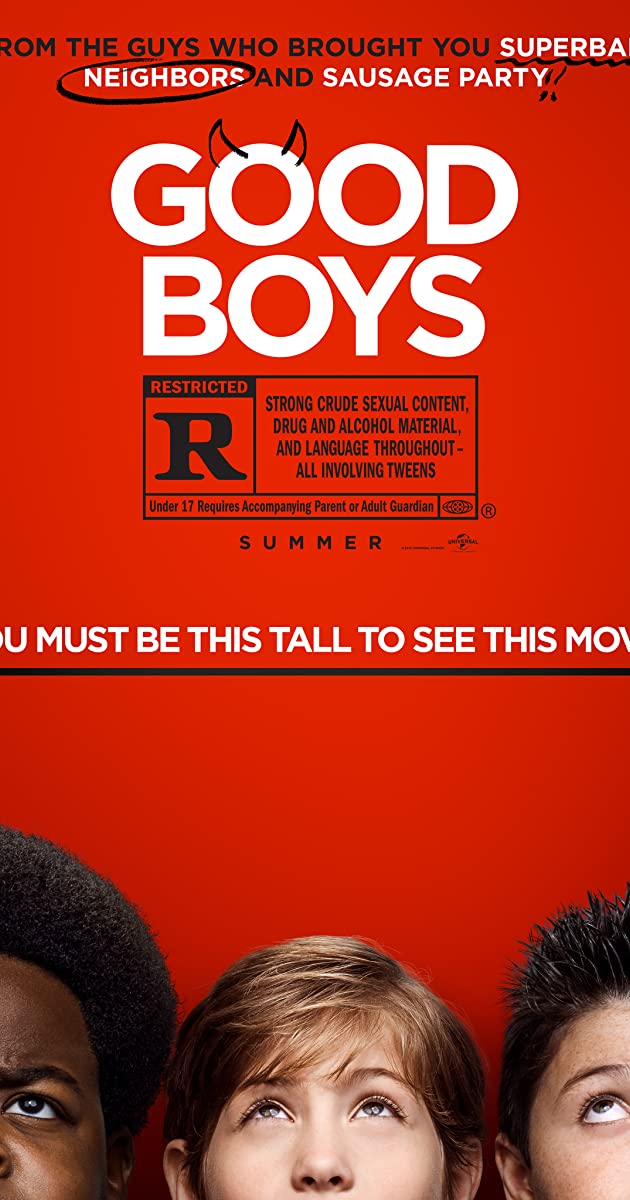 ROM THE GUYS WHO BROUGHT YOU SUPERBA
NEIGHBORS AND SAUSAGE PARTY!!
GOOD
BOYS
RESTRICTED
R
STRONG CRUDE SEXUAL CONTENT,
DRUG AND ALCOHOL MATERIAL,
AND LANGUAGE THROUGHOUT –
ALL INVOLVING TWEENS
Under 17 Requires Accompanying Parent or Adult Guardian
®
SUMMER
UNIVERSAL
OU MUST BE THIS TALL TO SEE THIS MOV